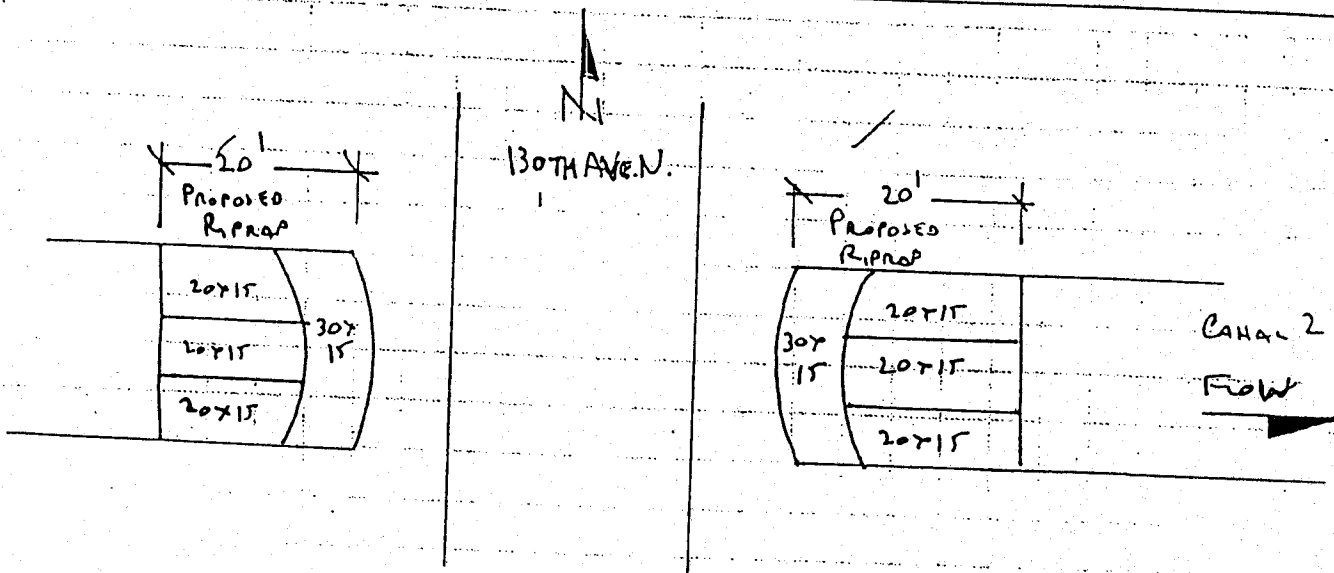 N
130TH AVE.N.
20'
PROPOSED
RIPRAP
20x15
20x15
20x15
30x
15
20'
PROPOSED
RIPRAP
30x
15
20x15
20x15
20x15
CANAL 2
FLOW